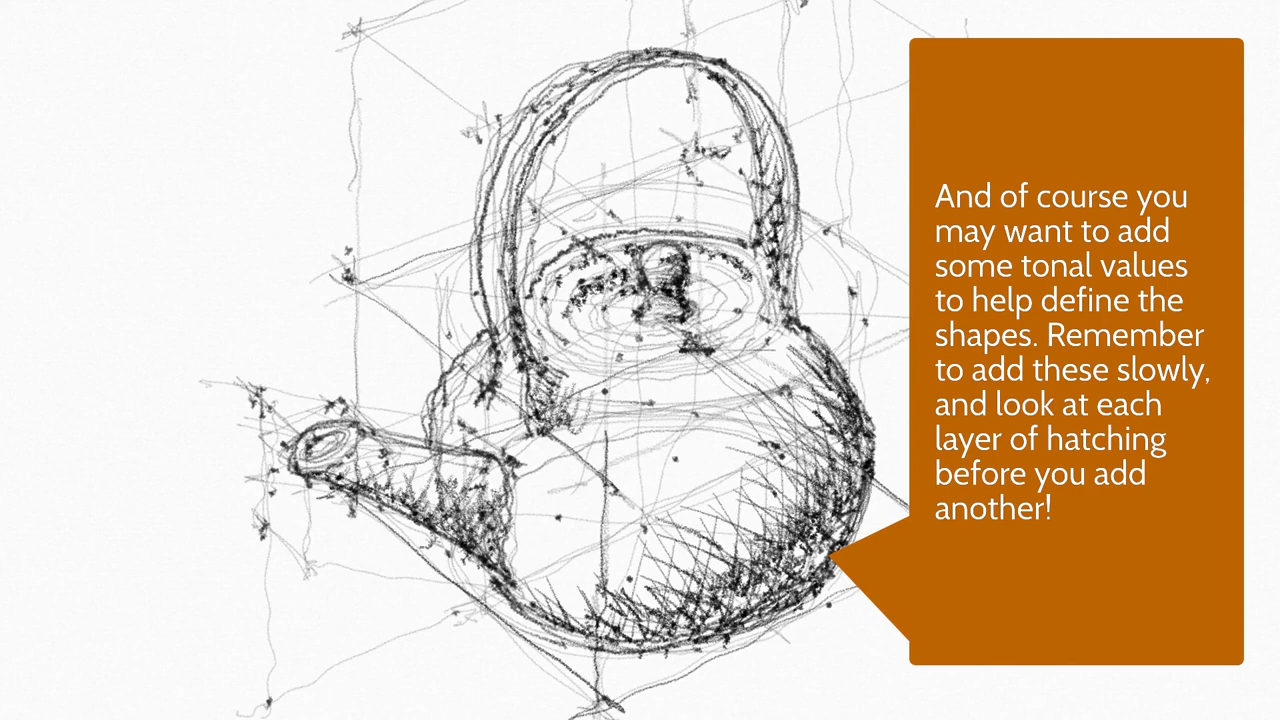 And of course you
may want to add
some tonal values
to help define the
shapes. Remember
to add these slowly,
and look at each
layer of hatching
before you add
another!